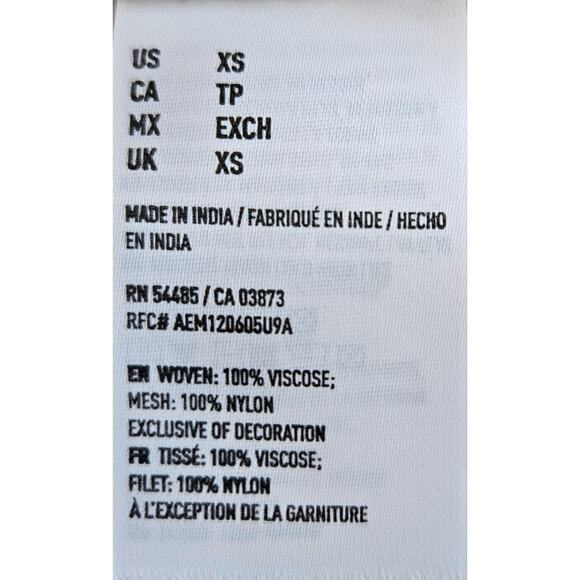 US XS
CA TP
MX EXCH
UK XS
MADE IN INDIA / FABRIQUÉ EN INDE / HECHO
EN INDIA
RN 54485 / CA 03873
RFC# AEM120605U9A
EN WOVEN: 100% VISCOSE;
MESH: 100% NYLON
EXCLUSIVE OF DECORATION
FR TISSÉ: 100% VISCOSE;
FILET: 100% NYLON
À L'EXCEPTION DE LA GARNITURE